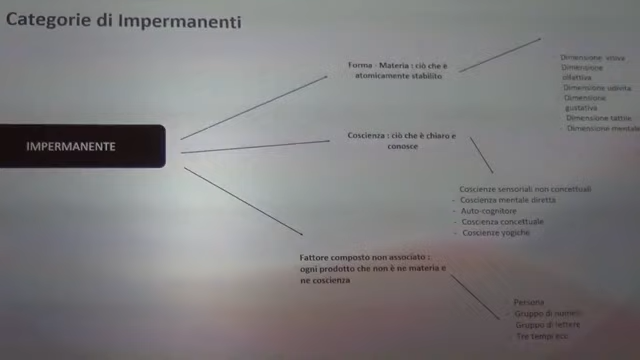 Categorie di Impermanenti
IMPERMANENTE
Forma - Materia : ciò che è
atomicamente stabilito
Dimensione visiva
Dimensione
olfattiva
Dimensione uditiva
Dimensione
gustativa
Dimensione tattile
- Dimensione mentale
Coscienza : ciò che è chiaro e
conosce
Coscienze sensoriali non concettuali
- Coscienza mentale diretta
- Auto-cognitore
- Coscienza concettuale
- Coscienze yogiche
Fattore composto non associato :
ogni prodotto che non è ne materia e
ne coscienza
- Persona
- Gruppo di numeri
Gruppo di lettere
- Tre tempi ecc